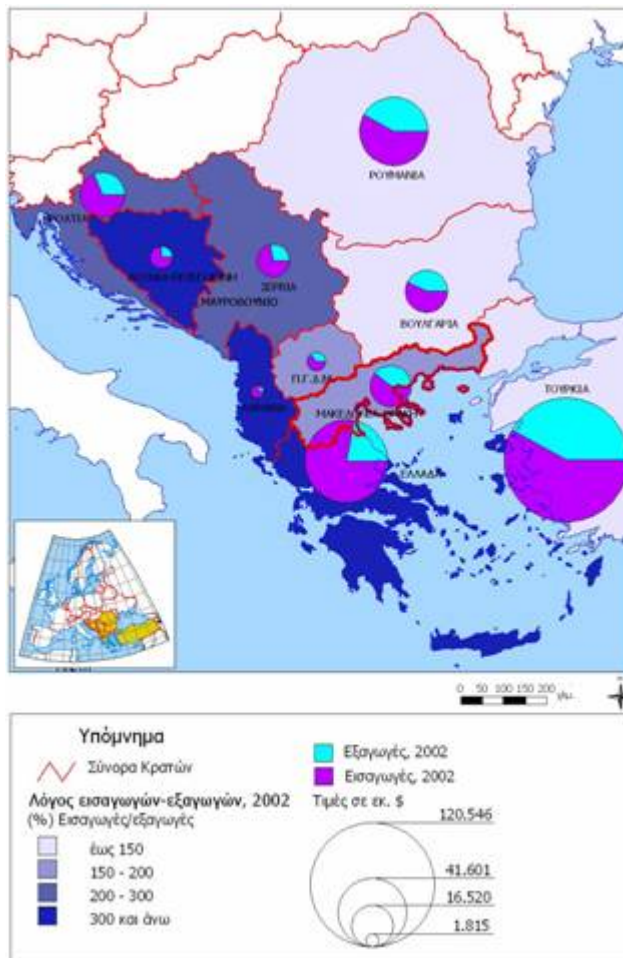 ΡΟΥΜΑΝΙΑ
ΣΕΡΒΙΑ
ΜΑΥΡΟΒΟΥΝΙΟ
ΒΟΥΛΓΑΡΙΑ
Π.Γ.Δ.Μ.
ΤΟΥΡΚΙΑ
ΕΛΛΑΔΑ
0 50 100 150 200 χλμ.
Υπόμνημα
Σύνορα Κρατών
Λόγος εισαγωγών-εξαγωγών, 2002
(%) Εισαγωγές/εξαγωγές
έως 150
150 - 200
200 - 300
300 και άνω
Εξαγωγές, 2002
Εισαγωγές, 2002
Τιμές σε εκ. $
120.546
41.601
16.520
1.815